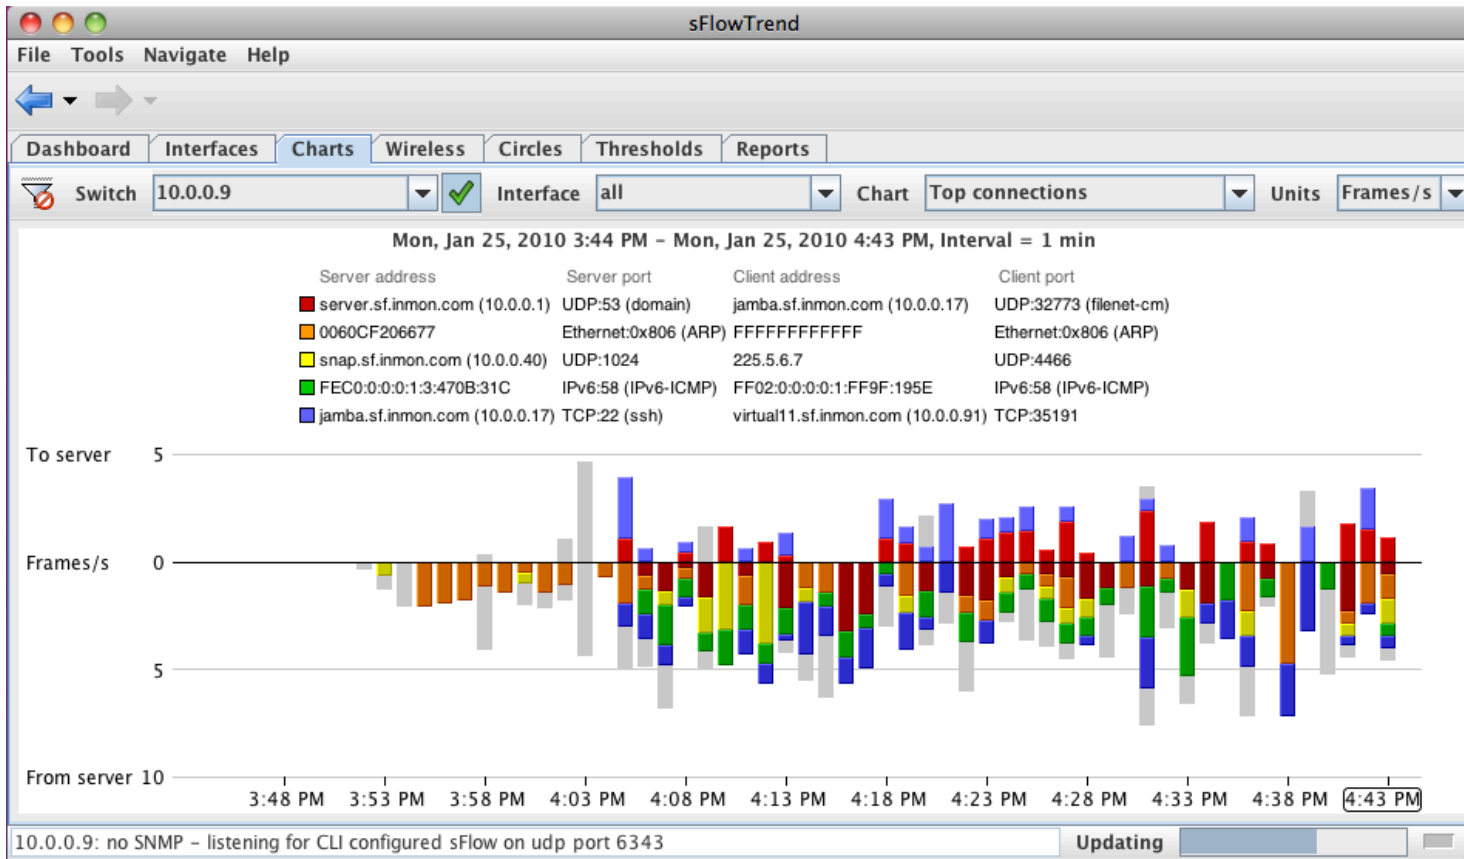 sFlowTrend
File Tools Navigate Help
Dashboard Interfaces Charts Wireless Circles Thresholds Reports
Switch 10.0.0.9 Interface all Chart Top connections Units Frames/s
Mon, Jan 25, 2010 3:44 PM – Mon, Jan 25, 2010 4:43 PM, Interval = 1 min
Server address Server port Client address Client port
server.sf.inmon.com (10.0.0.1) UDP:53 (domain) jamba.sf.inmon.com (10.0.0.17) UDP:32773 (filenet-cm)
0060CF206677 Ethernet:0x806 (ARP) FFFFFFFFFFFF Ethernet:0x806 (ARP)
snap.sf.inmon.com (10.0.0.40) UDP:1024 225.5.6.7 UDP:4466
FEC0:0:0:0:1:3:470B:31C IPv6:58 (IPv6-ICMP) FF02:0:0:0:0:1:FF9F:195E IPv6:58 (IPv6-ICMP)
jamba.sf.inmon.com (10.0.0.17) TCP:22 (ssh) virtual11.sf.inmon.com (10.0.0.91) TCP:35191
To server 5
Frames/s 0
5
From server 10
3:48 PM 3:53 PM 3:58 PM 4:03 PM 4:08 PM 4:13 PM 4:18 PM 4:23 PM 4:28 PM 4:33 PM 4:38 PM 4:43 PM
10.0.0.9: no SNMP – listening for CLI configured sFlow on udp port 6343 Updating